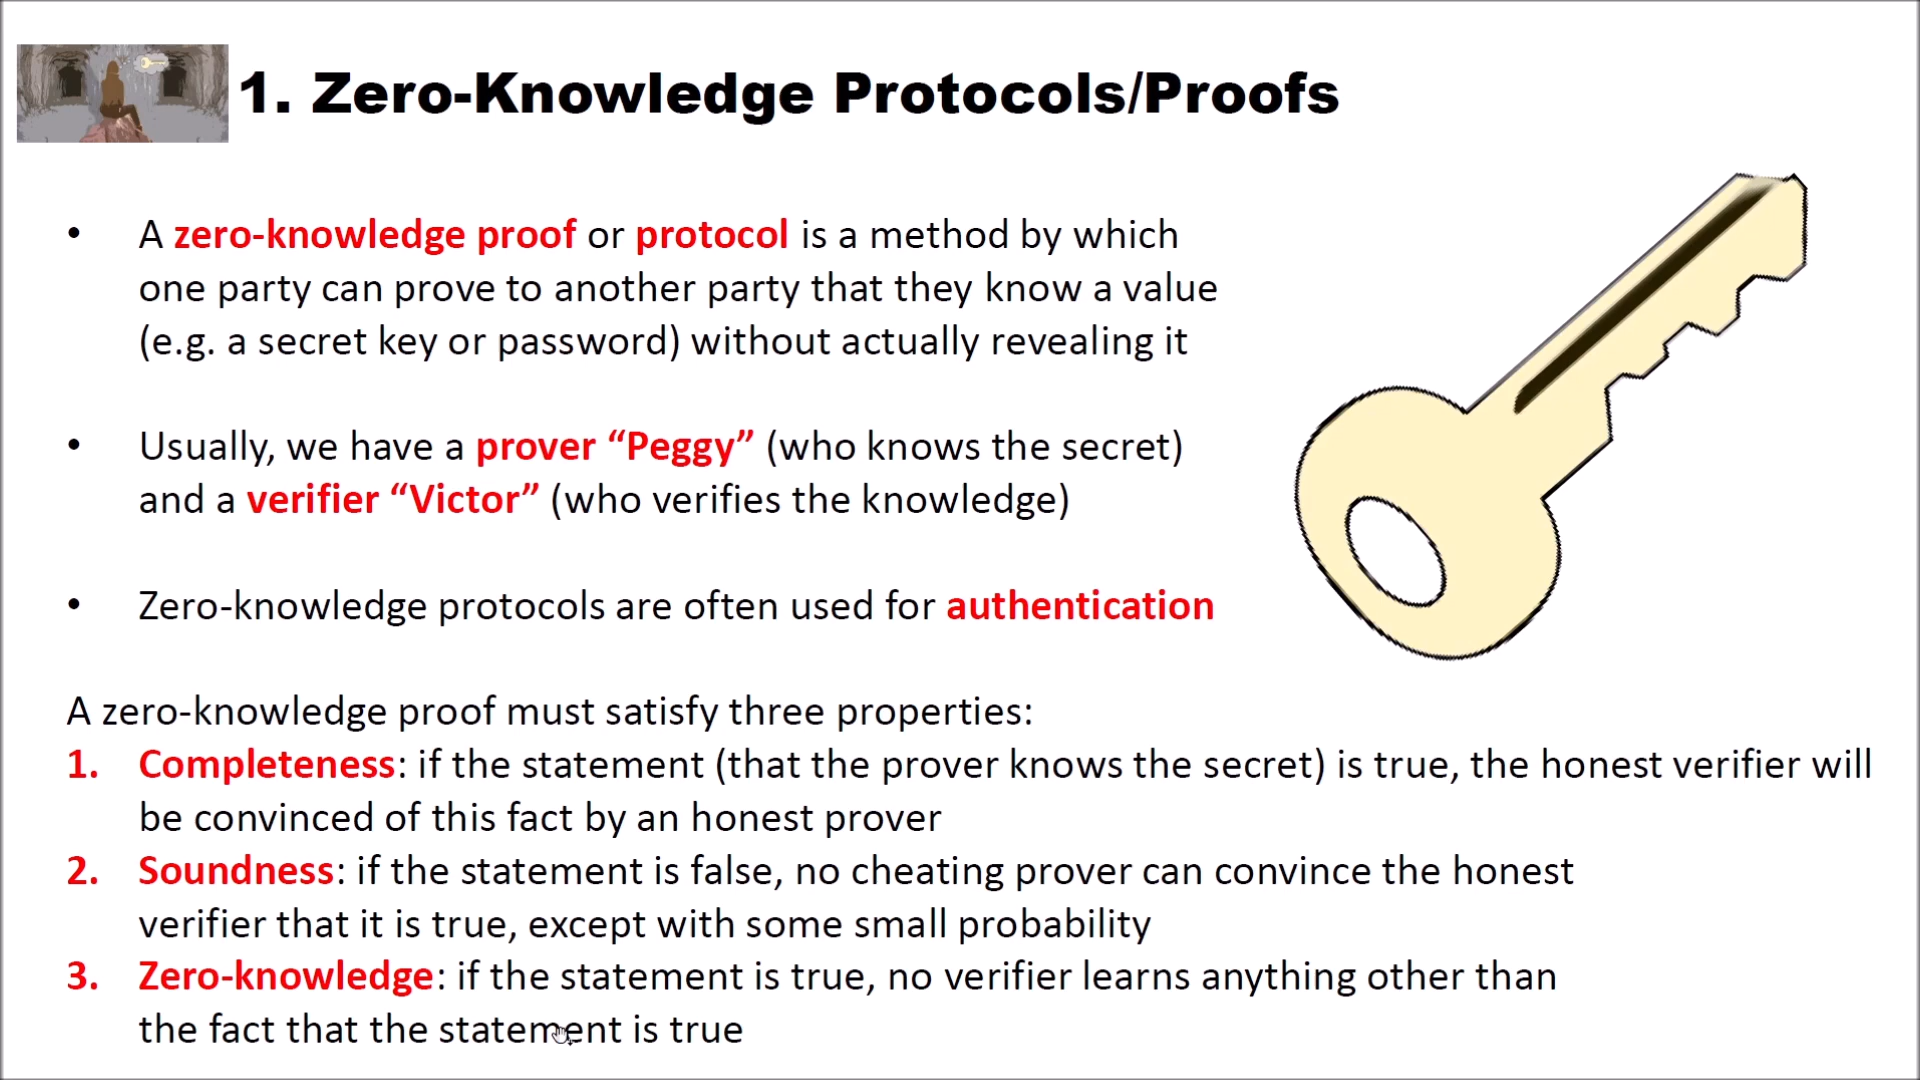 1. Zero-Knowledge Protocols/Proofs
• A zero-knowledge proof or protocol is a method by which
one party can prove to another party that they know a value
(e.g. a secret key or password) without actually revealing it
• Usually, we have a prover “Peggy” (who knows the secret)
and a verifier “Victor” (who verifies the knowledge)
• Zero-knowledge protocols are often used for authentication
A zero-knowledge proof must satisfy three properties:
1. Completeness: if the statement (that the prover knows the secret) is true, the honest verifier will
be convinced of this fact by an honest prover
2. Soundness: if the statement is false, no cheating prover can convince the honest
verifier that it is true, except with some small probability
3. Zero-knowledge: if the statement is true, no verifier learns anything other than
the fact that the statement is true